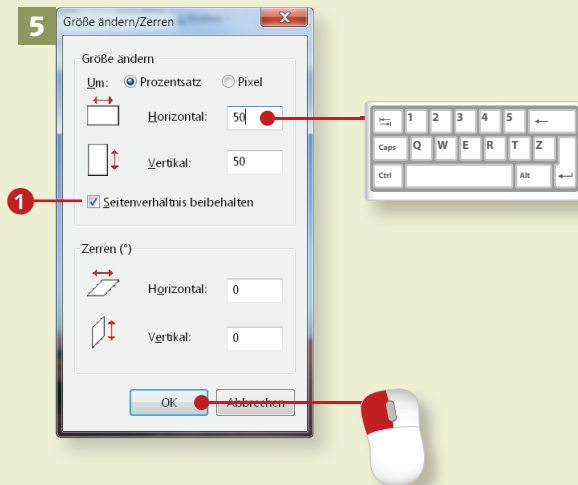 5
Größe ändern/Zerren
X
Größe ändern
Um: Prozentsatz Pixel
Horizontal: 50
Vertikal: 50
1
Seitenverhältnis beibehalten
Zerren (°)
Horizontal: 0
Vertikal: 0
OK Abbrechen
1 2 3 4 5
Caps Q W E R T Z
Ctrl Alt